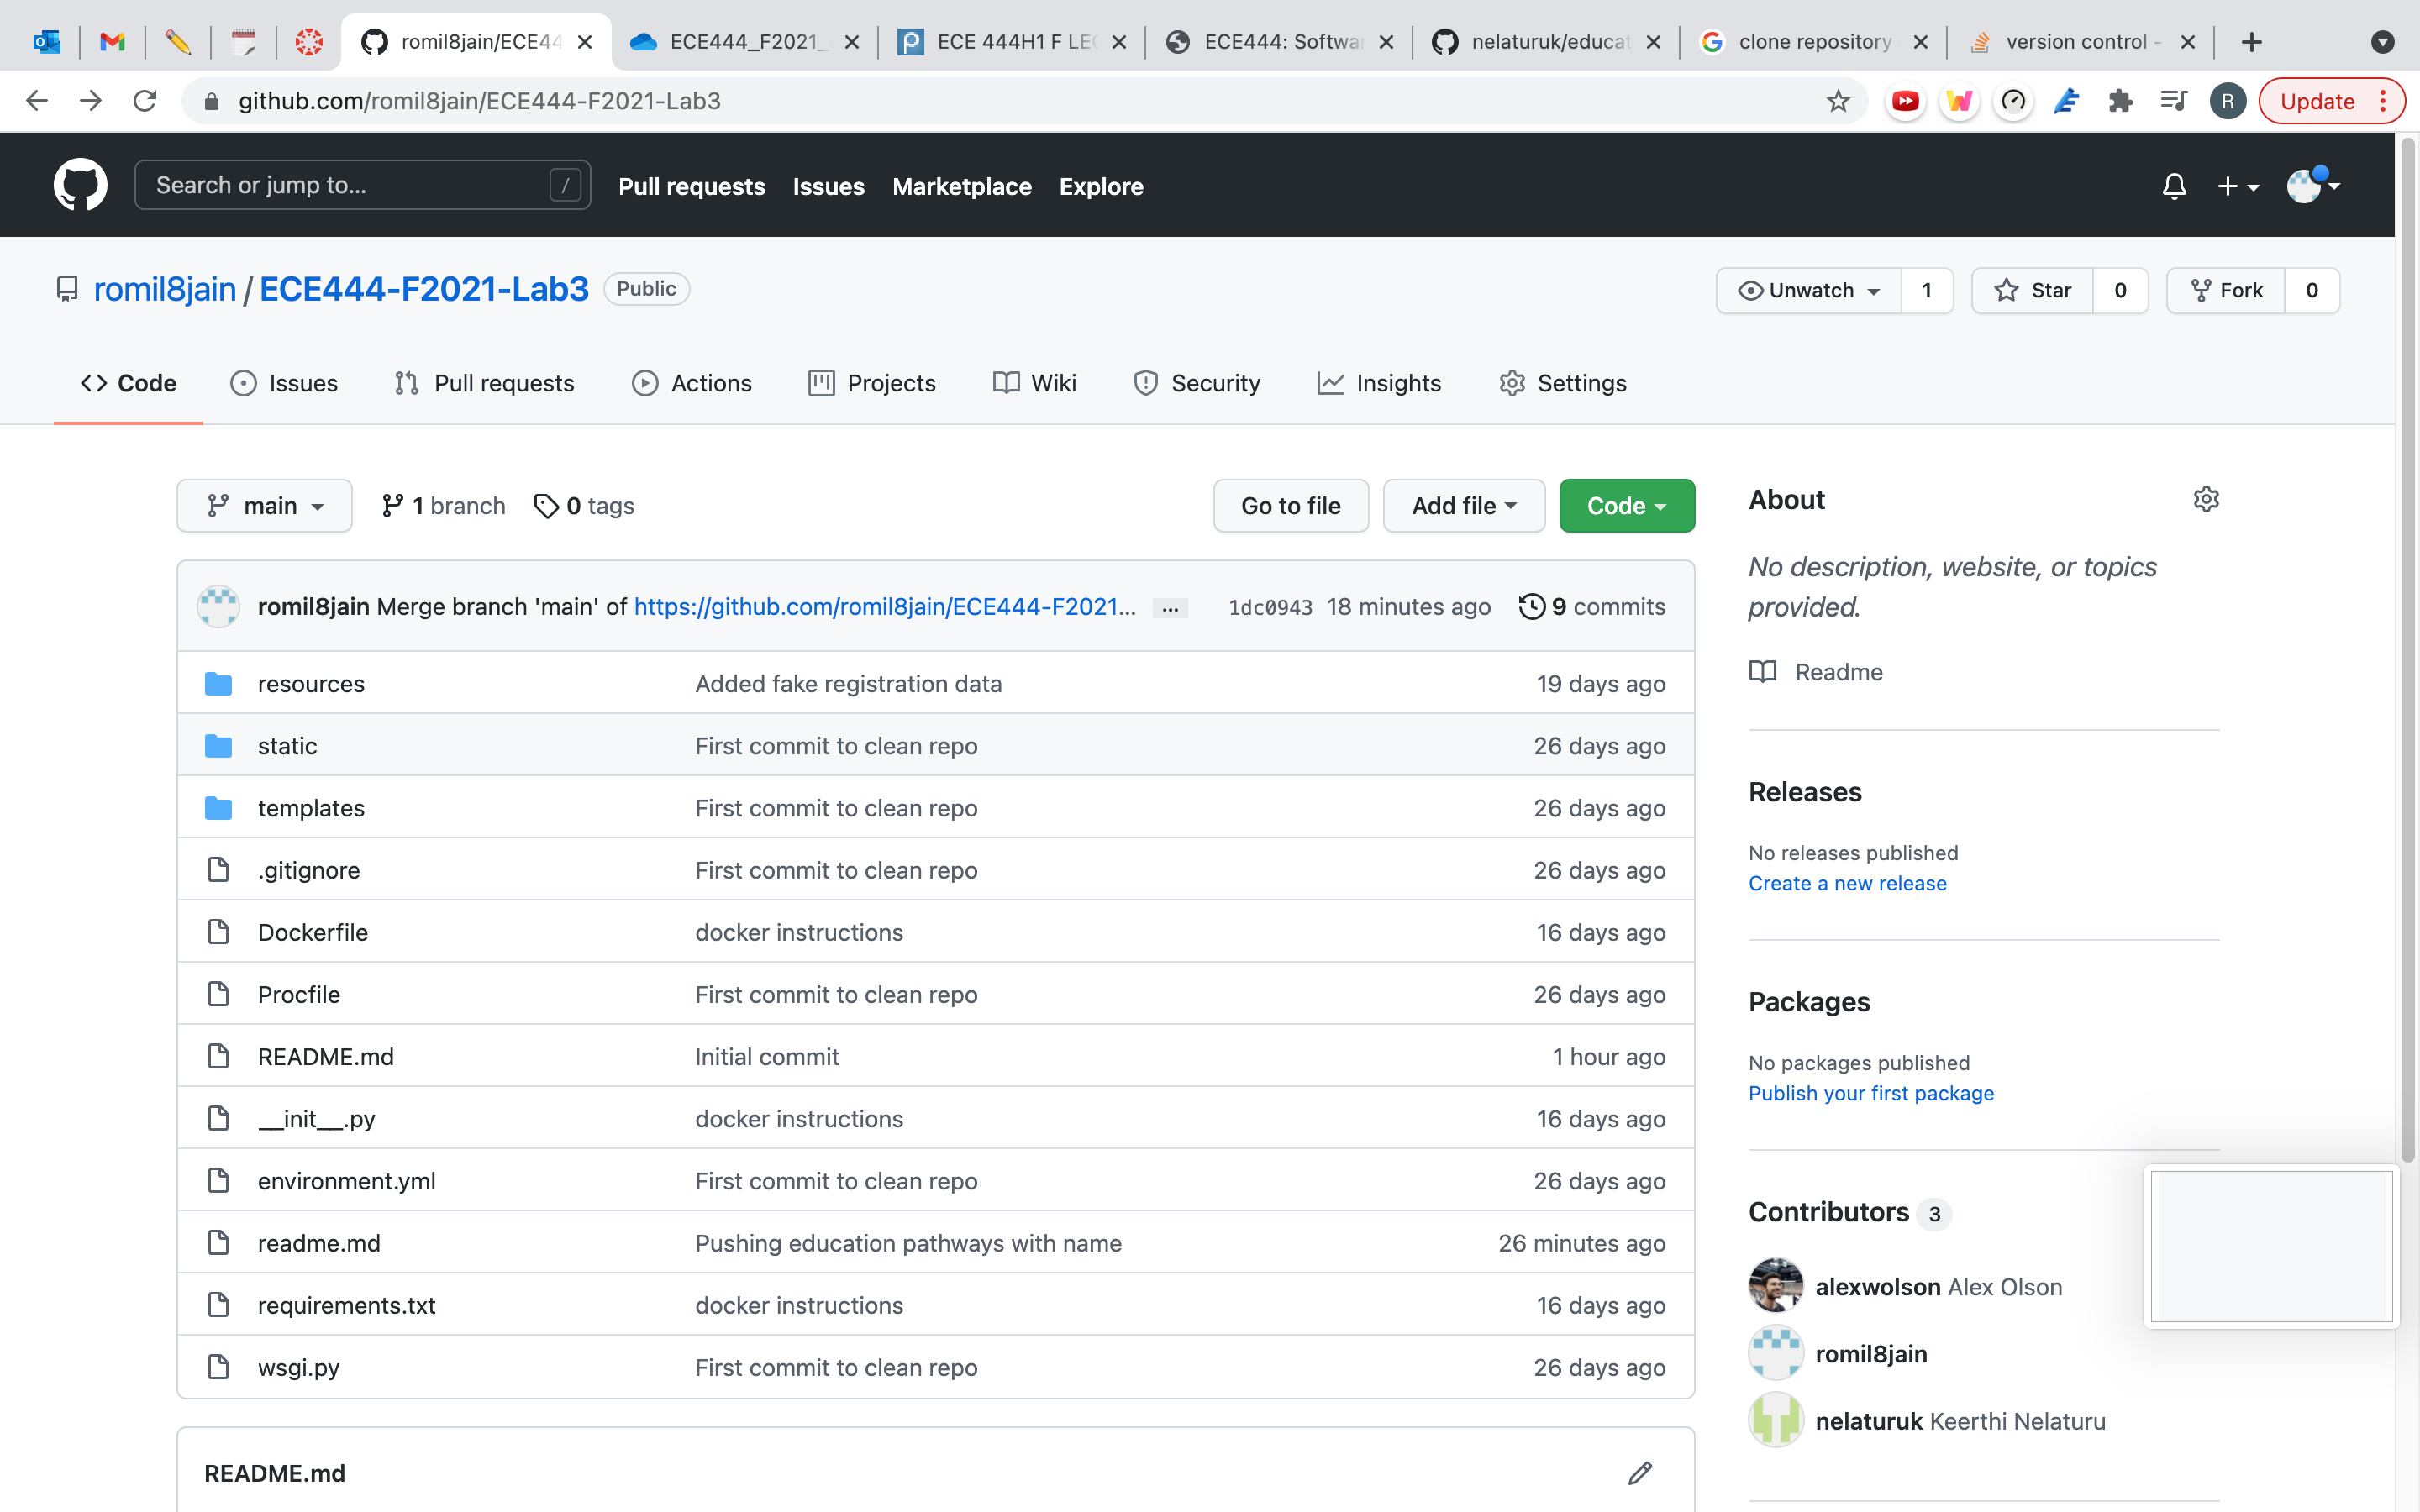 romil8jain/ECE44
ECE444_F2021_
ECE 444H1 F LEC
ECE444: Softwar
nelaturuk/educat
clone repository
version control -
github.com/romil8jain/ECE444-F2021-Lab3
R
Update
Search or jump to...
/
Pull requests
Issues
Marketplace
Explore
romil8jain / ECE444-F2021-Lab3
Public
Unwatch 1
Star 0
Fork 0
Code
Issues
Pull requests
Actions
Projects
Wiki
Security
Insights
Settings
main
1 branch
0 tags
Go to file
Add file
Code
romil8jain Merge branch 'main' of https://github.com/romil8jain/ECE444-F2021... ... 1dc0943 18 minutes ago 9 commits
resources Added fake registration data 19 days ago
static First commit to clean repo 26 days ago
templates First commit to clean repo 26 days ago
.gitignore First commit to clean repo 26 days ago
Dockerfile docker instructions 16 days ago
Procfile First commit to clean repo 26 days ago
README.md Initial commit 1 hour ago
__init__.py docker instructions 16 days ago
environment.yml First commit to clean repo 26 days ago
readme.md Pushing education pathways with name 26 minutes ago
requirements.txt docker instructions 16 days ago
wsgi.py First commit to clean repo 26 days ago
README.md
About
No description, website, or topics
provided.
Readme
Releases
No releases published
Create a new release
Packages
No packages published
Publish your first package
Contributors 3
alexwolson Alex Olson
romil8jain
nelaturuk Keerthi Nelaturu